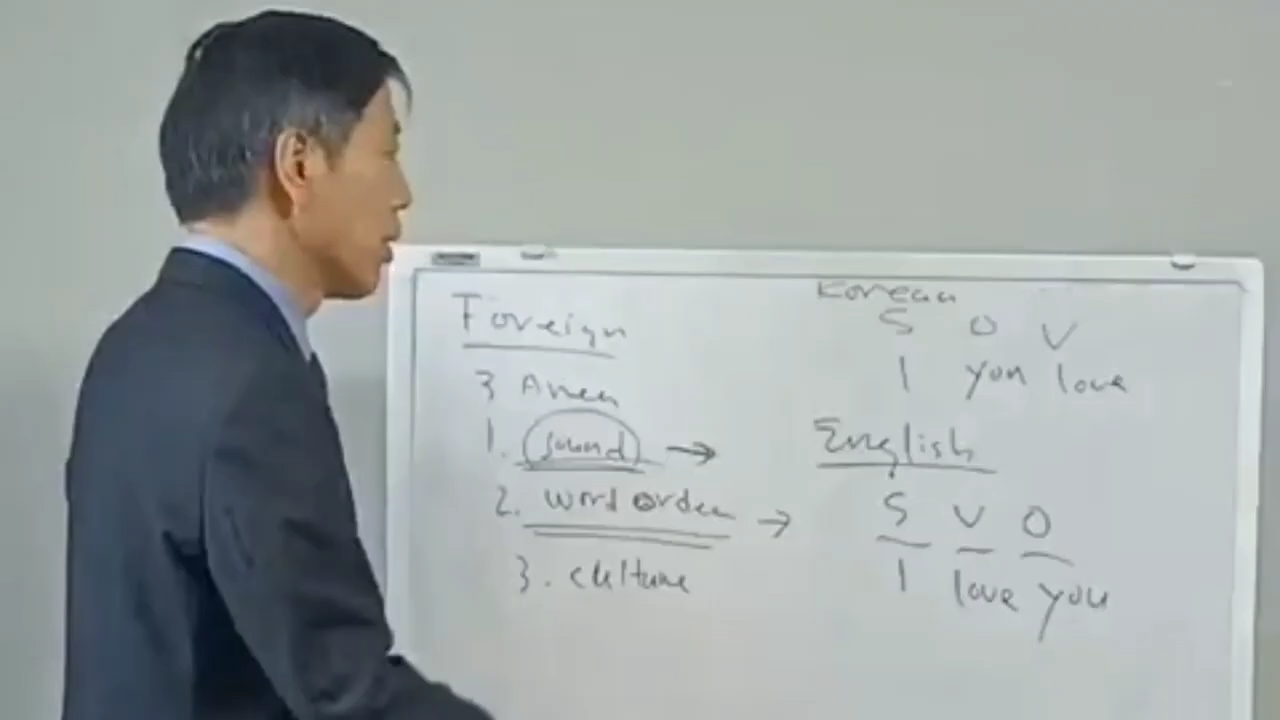 Foreign
3 Area
1. sound →
2. word order →
3. culture
Korean
S O V
I you love
English
S V O
I love you